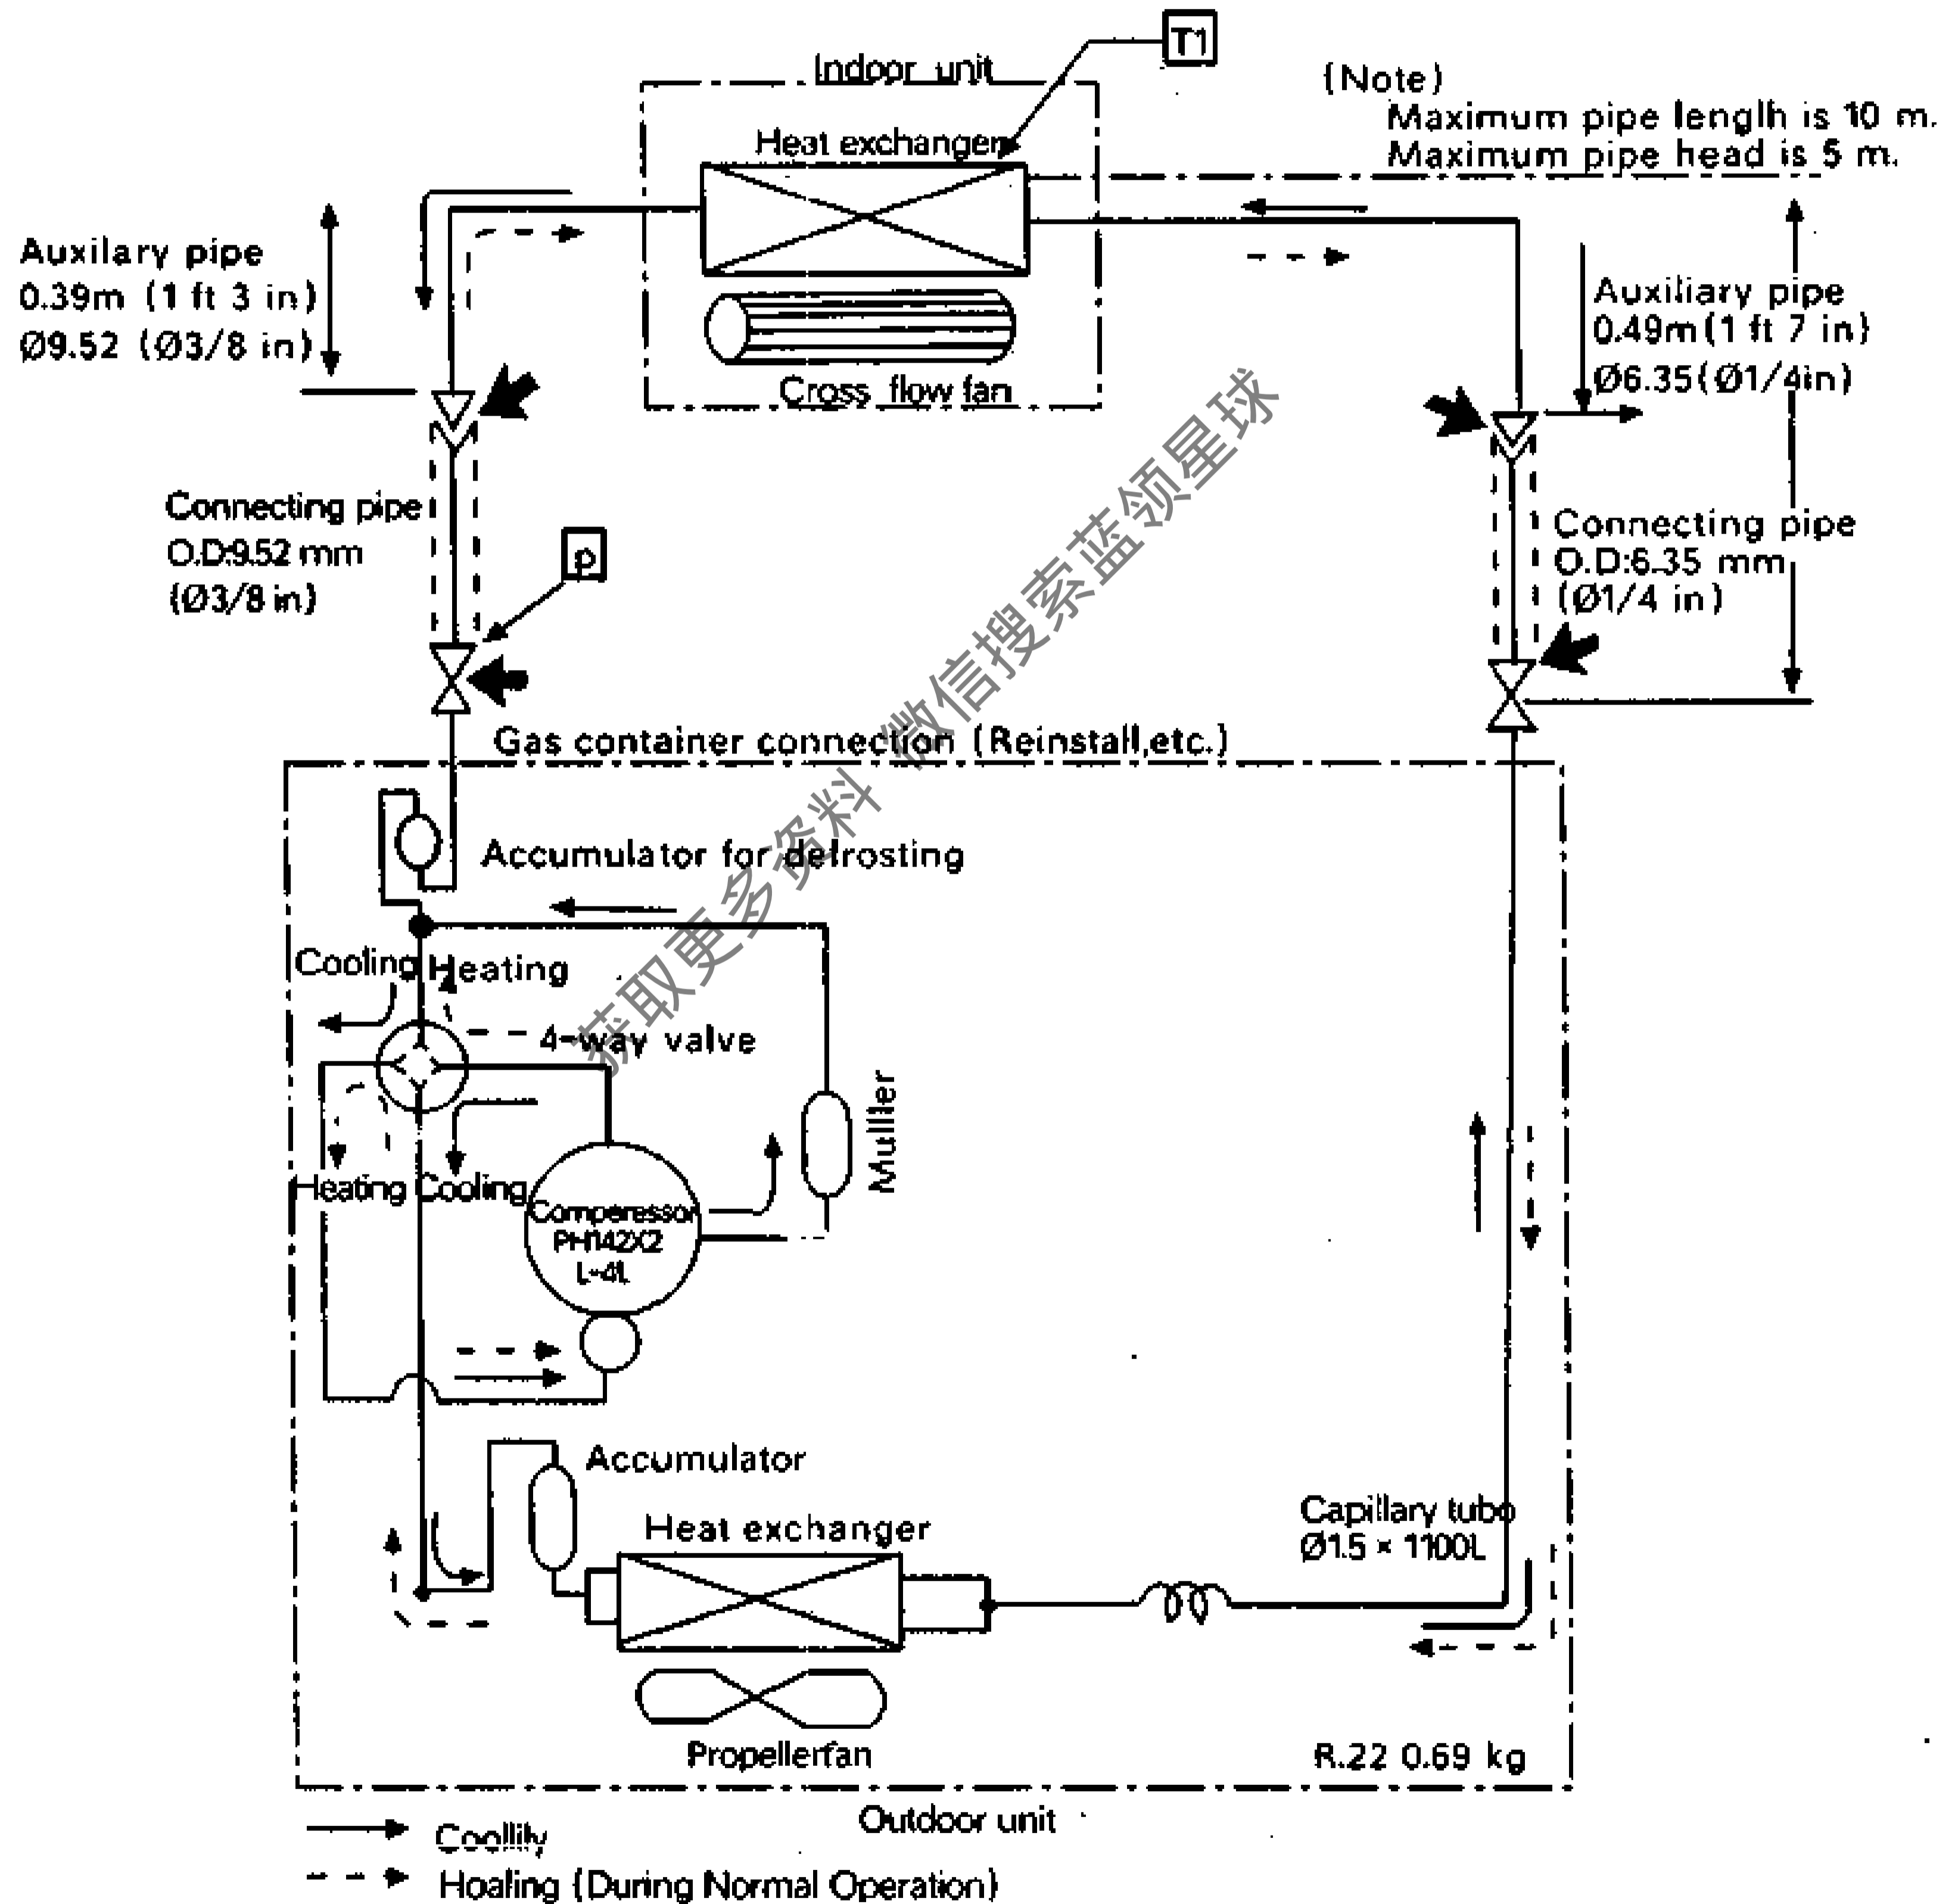 T1
Indoor unit
(Note)
Maximum pipe lenglh is 10 m.
Maximum pipe head is 5 m.
Heat exchanger
Auxilary pipe
0.39m (1 ft 3 in)
Ø9.52 (Ø3/8 in)
Auxiliary pipe
0.49m (1 ft 7 in)
Ø6.35(Ø1/4in)
Cross flow fan
Connecting pipe
O.D:9.52 mm
(Ø3/8 in)
p
Connecting pipe
O.D:6.35 mm
(Ø1/4 in)
Gas container connection (Reinstall,etc.)
Accumulator for defrosting
Cooling Heating
4-way valve
Mulller
Heating Cooling
Comperessor
PH142X2
L-4L
Accumulator
Heat exchanger
Capillary tubo
Ø1.5 × 1100L
Propellerfan
R.22 0.69 kg
Outdoor unit
Coollily
Hoaling (During Normal Operation)
获取更多资料 微信搜索蓝领星球